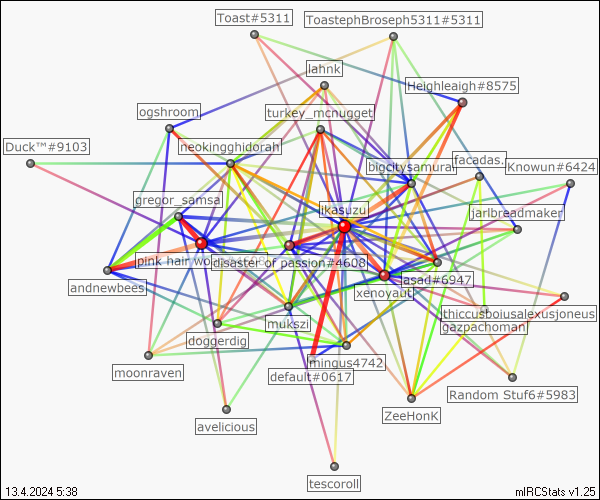 Toast#5311
ToastephBroseph5311#5311
lahnk
Heighleaigh#8575
ogshroom
turkey_mcnugget
Duck™#9103
neokingghidorah
bigcitysamurai
facadas.
Knowun#6424
gregor_samsa
ikasuzu
jaribreadmaker
pink hair wo
disaster of passion#4608
asad#6947
andnewbees
xenoyaut
thiccusboiusalexusjoneus
mukszi
gazpachoman
doggerdig
mingus4742
moonraven
default#0617
Random Stuf6#5983
ZeeHonK
avelicious
tescoroll
13.4.2024 5:38
mIRCStats v1.25